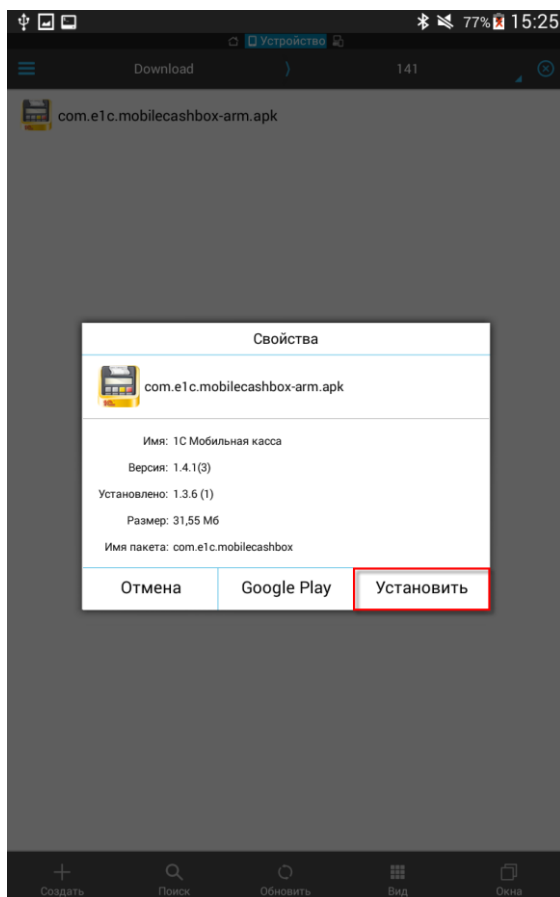 77% 15:25
Устройство
Download ) 141
com.e1c.mobilecashbox-arm.apk
Свойства
com.e1c.mobilecashbox-arm.apk
Имя: 1С Мобильная касса
Версия: 1.4.1(3)
Установлено: 1.3.6 (1)
Размер: 31,55 Мб
Имя пакета: com.e1c.mobilecashbox
Отмена Google Play Установить
Создать Поиск Обновить Вид Окна